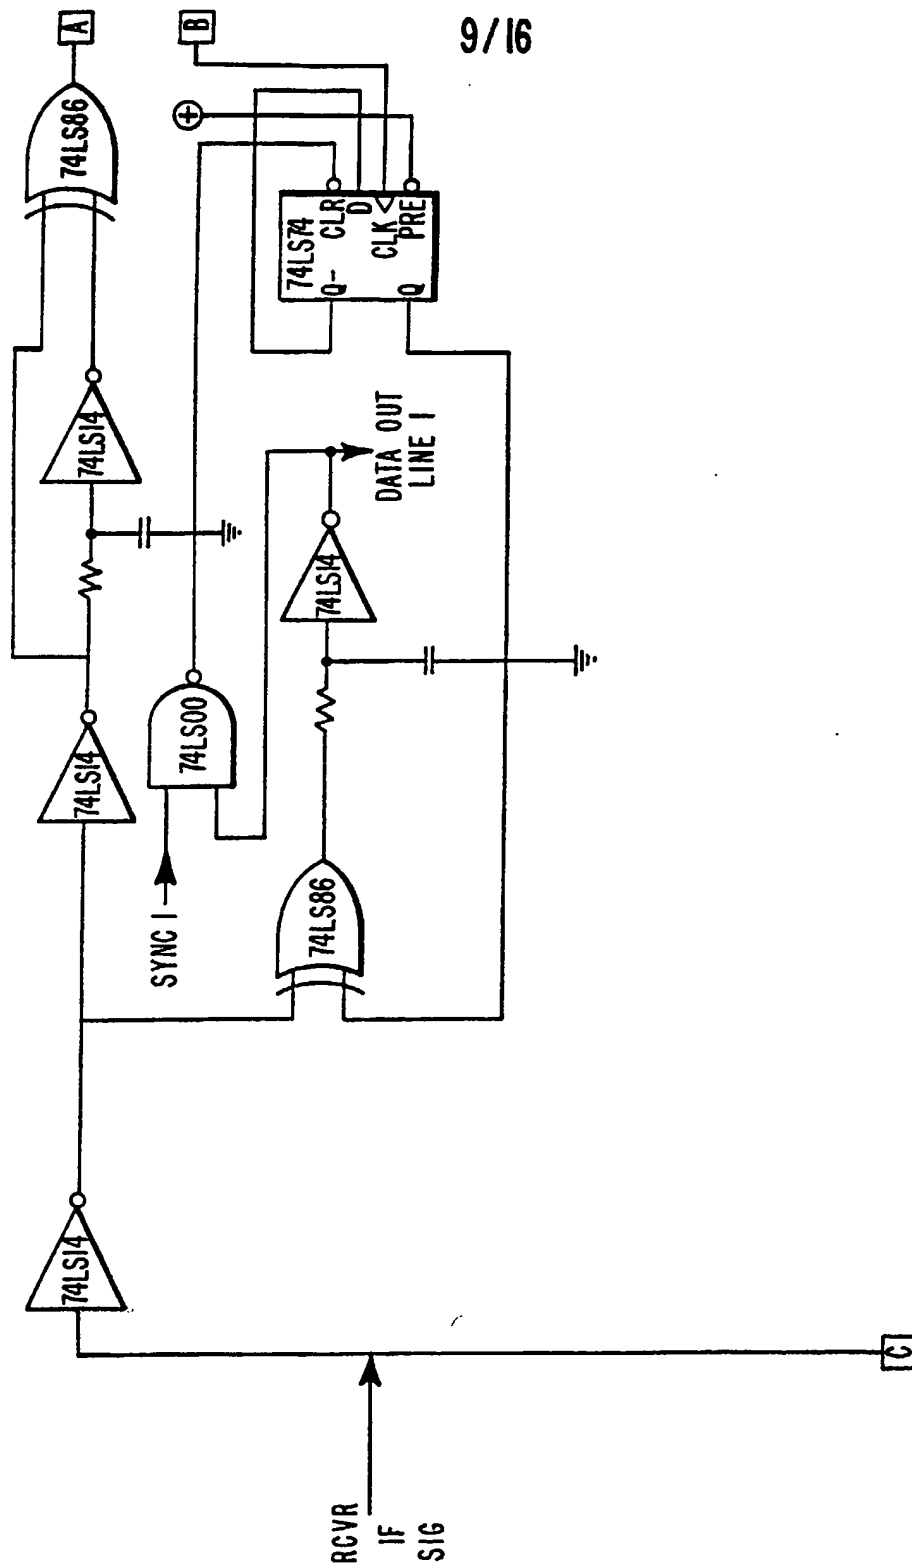 9/16
RCVR
IF
SIG
C
74LS14
74LS14
74LS14
74LS86
A
B
SYNC 1
74LS00
74LS86
74LS14
DATA OUT
LINE 1
74LS74
Q- CLR
D
CLK
Q PRE
+